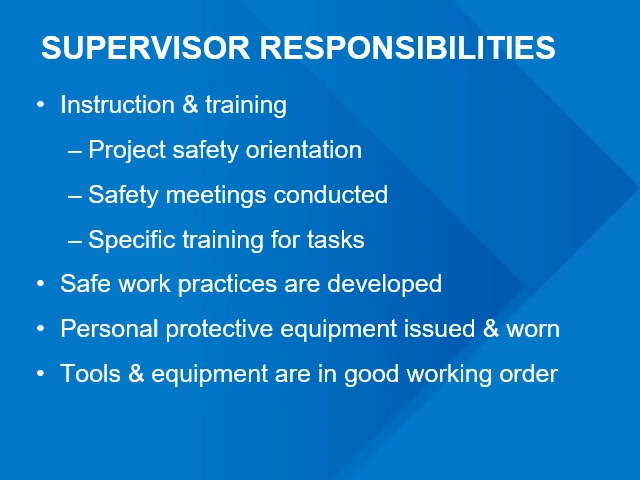 SUPERVISOR RESPONSIBILITIES
• Instruction & training
– Project safety orientation
– Safety meetings conducted
– Specific training for tasks
• Safe work practices are developed
• Personal protective equipment issued & worn
• Tools & equipment are in good working order